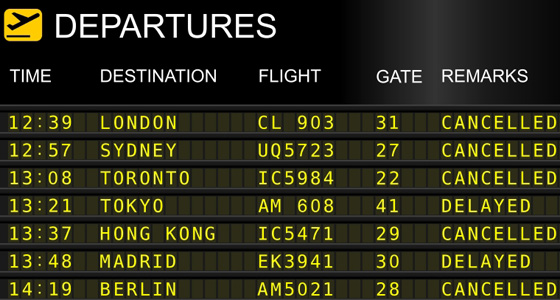 DEPARTURES
TIME DESTINATION FLIGHT GATE REMARKS
12:39 LONDON CL 903 31 CANCELLED
12:57 SYDNEY UQ5723 27 CANCELLED
13:08 TORONTO IC5984 22 CANCELLED
13:21 TOKYO AM 608 41 DELAYED
13:37 HONG KONG IC5471 29 CANCELLED
13:48 MADRID EK3941 30 DELAYED
14:19 BERLIN AM5021 28 CANCELLED